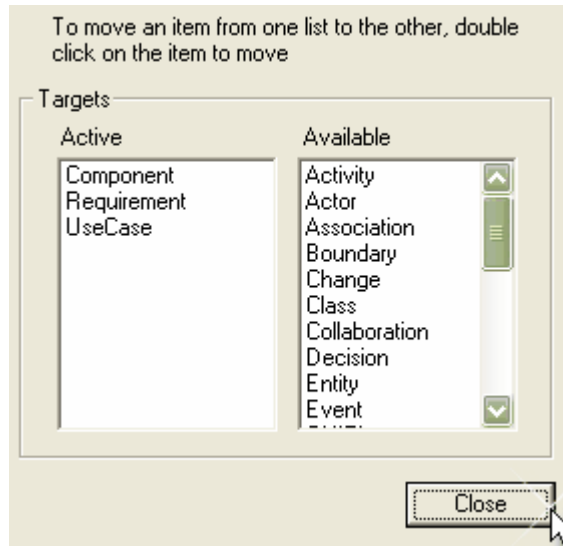 To move an item from one list to the other, double
click on the item to move
Targets
Active
Available
Component
Requirement
UseCase
Activity
Actor
Association
Boundary
Change
Class
Collaboration
Decision
Entity
Event
Close